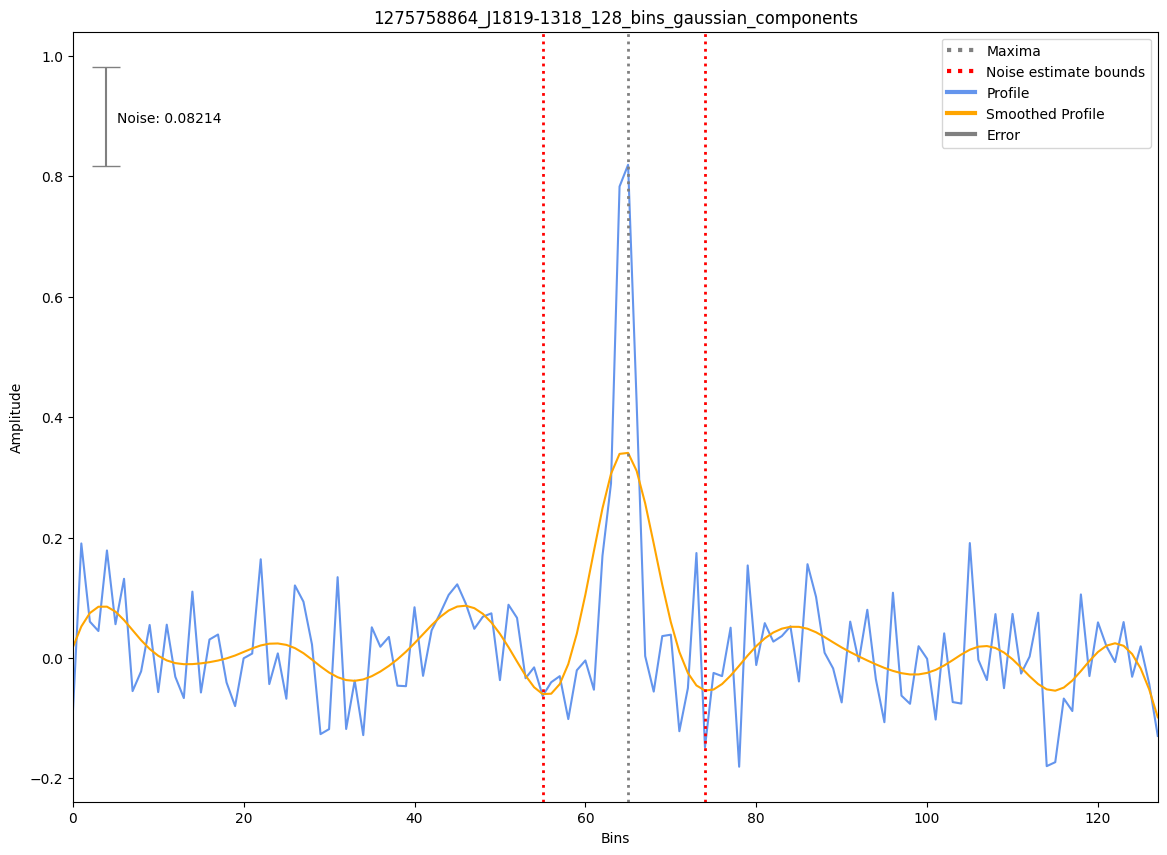 1275758864_J1819-1318_128_bins_gaussian_components
Maxima
Noise estimate bounds
Profile
Smoothed Profile
Error
Noise: 0.08214
Amplitude
1.0
0.8
0.6
0.4
0.2
0.0
−0.2
0 20 40 60 80 100 120
Bins